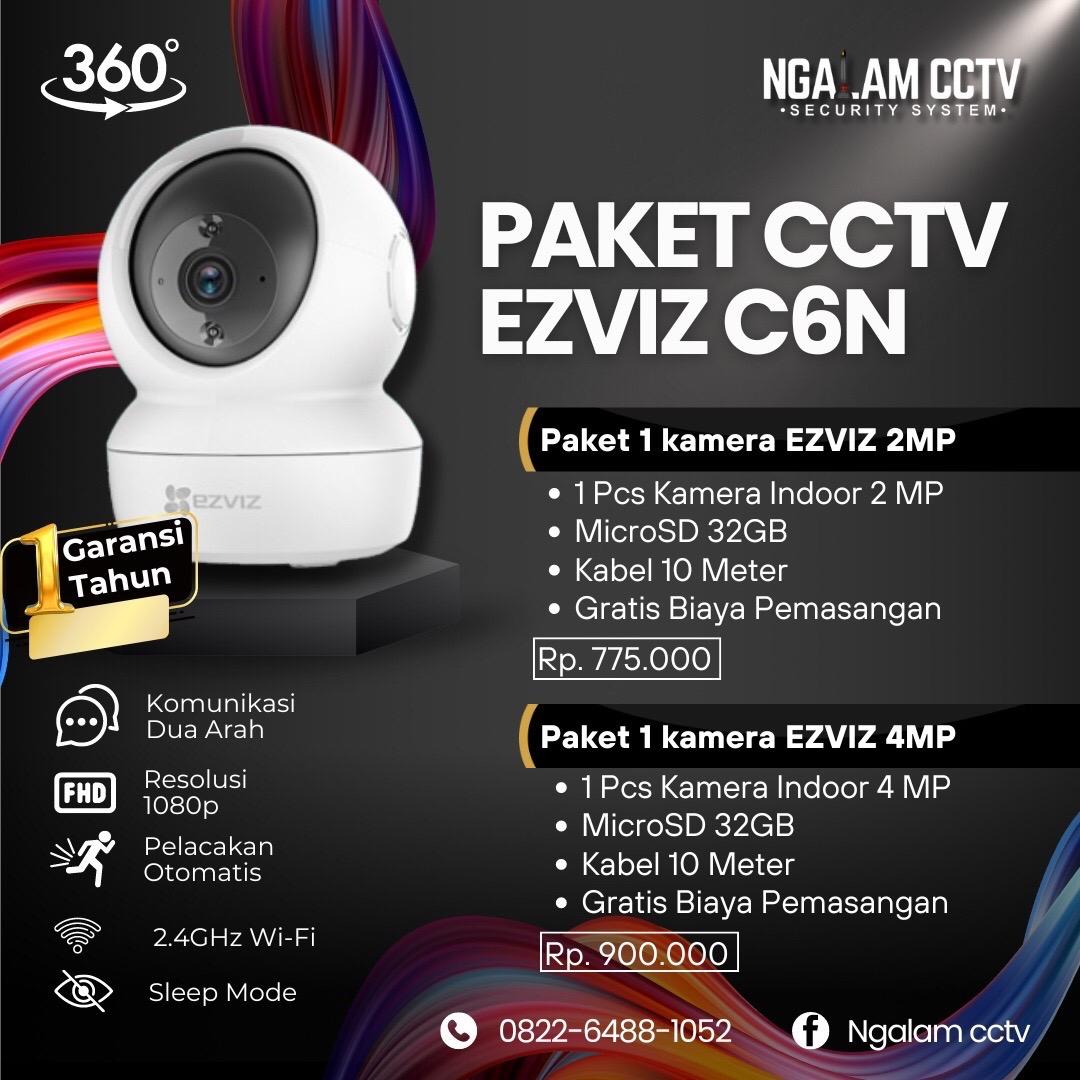 360°
NGALAM CCTV
•SECURITY SYSTEM•
PAKET CCTV
EZVIZ C6N
ezviz
1 Garansi
Tahun
Paket 1 kamera EZVIZ 2MP
• 1 Pcs Kamera Indoor 2 MP
• MicroSD 32GB
• Kabel 10 Meter
• Gratis Biaya Pemasangan
Rp. 775.000
Paket 1 kamera EZVIZ 4MP
• 1 Pcs Kamera Indoor 4 MP
• MicroSD 32GB
• Kabel 10 Meter
• Gratis Biaya Pemasangan
Rp. 900.000
Komunikasi
Dua Arah
FHD
Resolusi
1080p
Pelacakan
Otomatis
2.4GHz Wi-Fi
Sleep Mode
0822-6488-1052
Ngalam cctv